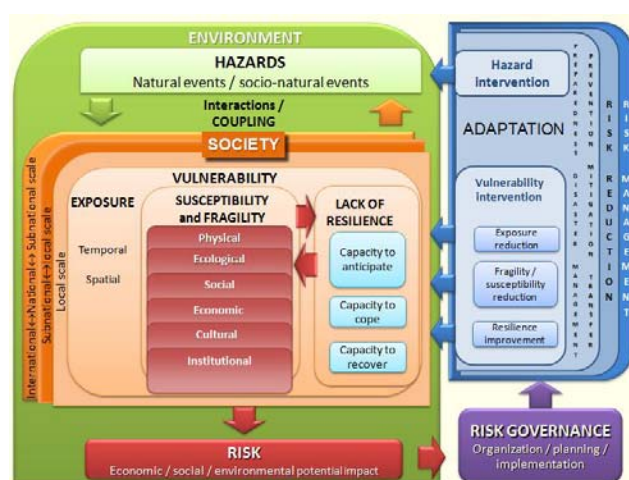 ENVIRONMENT
HAZARDS
Natural events / socio-natural events
Interactions /
COUPLING
SOCIETY
International↔National↔Subnational scale
Subnational↔local scale
Local scale
VULNERABILITY
EXPOSURE
Temporal
Spatial
SUSCEPTIBILITY
and FRAGILITY
Physical
Ecological
Social
Economic
Cultural
Institutional
LACK OF
RESILIENCE
Capacity to
anticipate
Capacity to
cope
Capacity to
recover
RISK
Economic / social / environmental potential impact
Hazard
intervention
ADAPTATION
Vulnerability
intervention
Exposure
reduction
Fragility /
susceptibility
reduction
Resilience
improvement
PREPAREDNESS DISASTER MANAGEMENT
PREVENTION MITIGATION TRANSFER
RISK REDUCTION
RISK MANAGEMENT
RISK GOVERNANCE
Organization / planning /
implementation